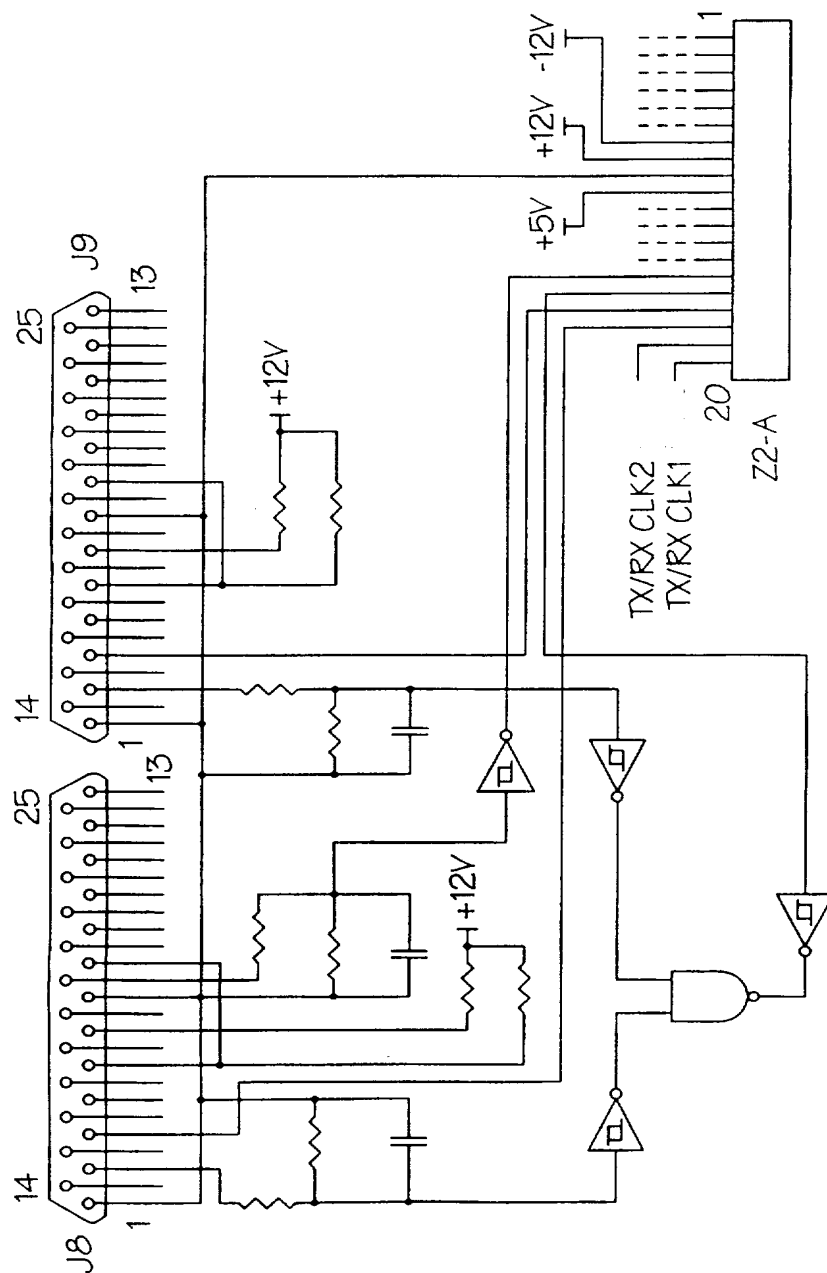 J8
14
1
25
13
J9
14
1
25
13
+12V
+12V
+5V
+12V
-12V
TX/RX CLK2
TX/RX CLK1
20
1
Z2-A